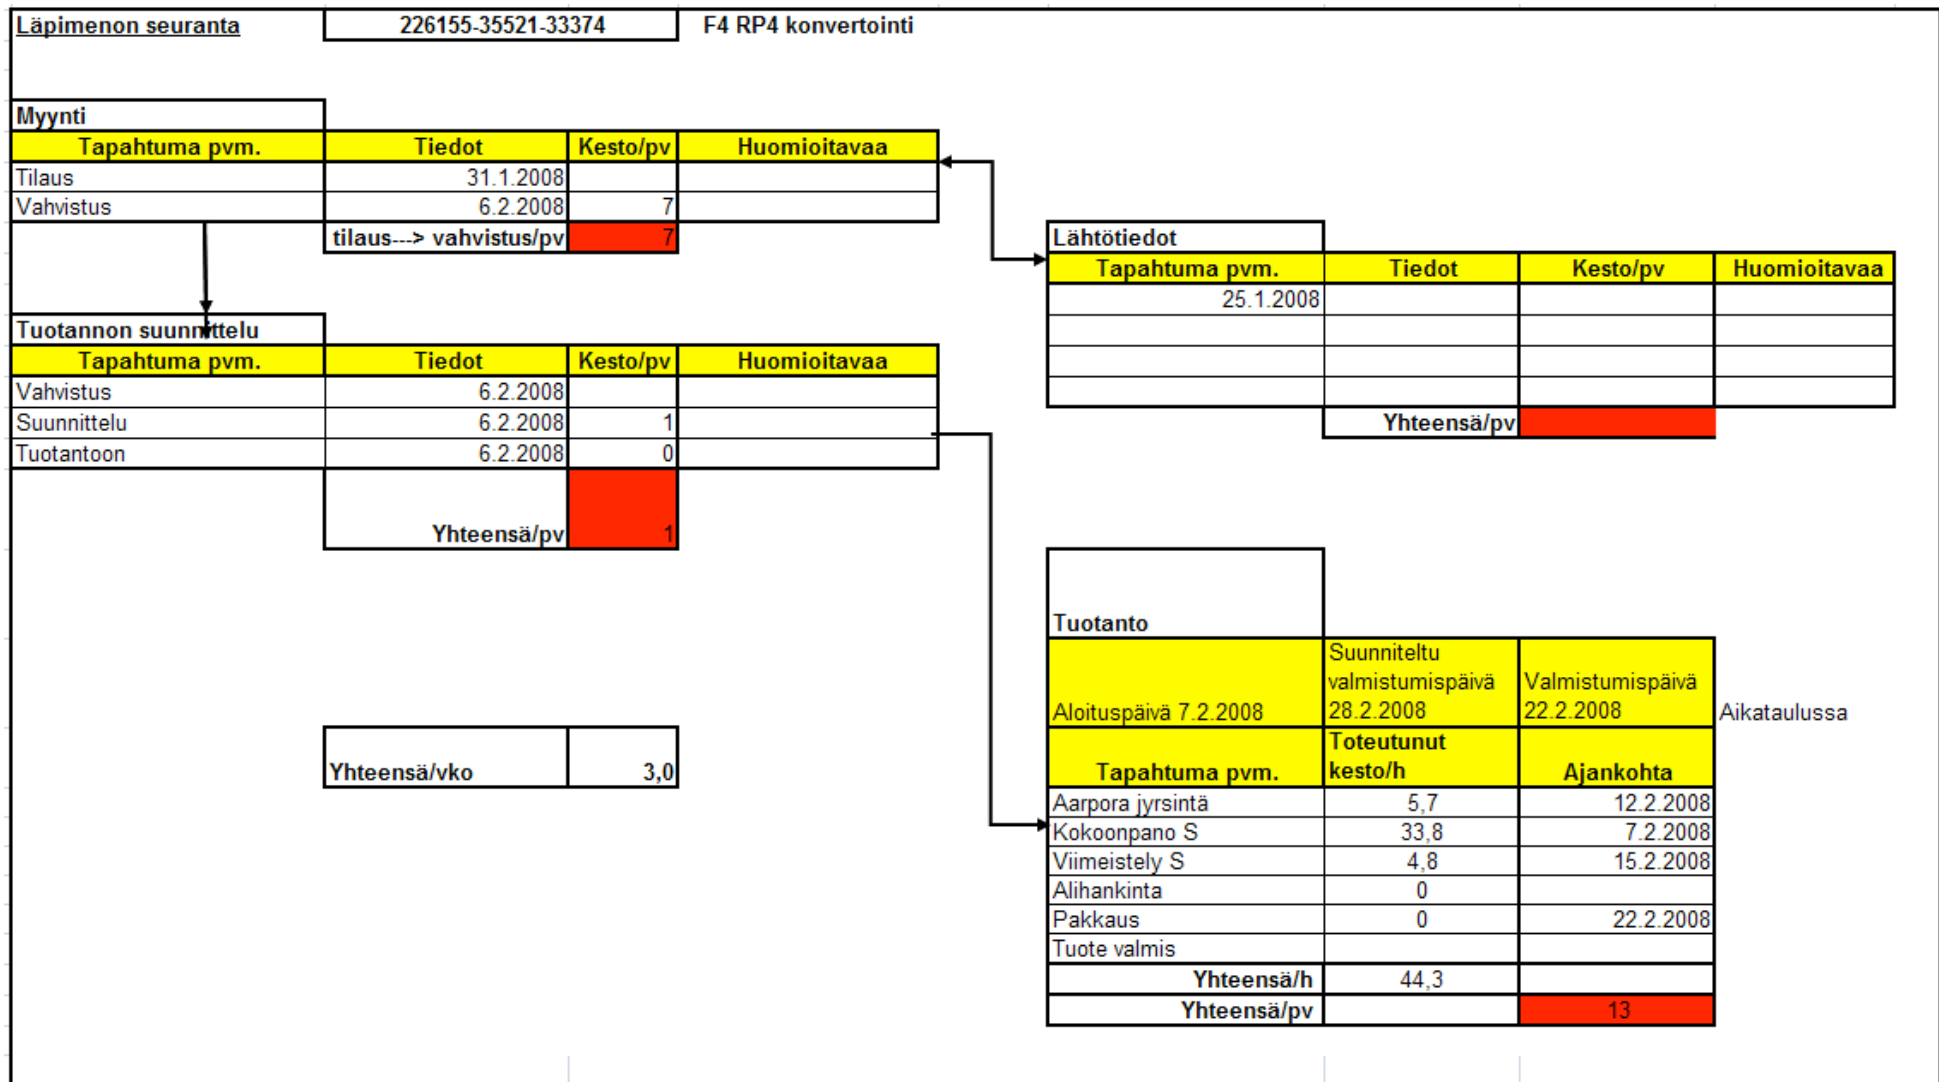 Läpimenon seuranta 226155-35521-33374 F4 RP4 konvertointi
Myynti
Tapahtuma pvm. Tiedot Kesto/pv Huomioitavaa
Tilaus 31.1.2008
Vahvistus 6.2.2008 7
tilaus---> vahvistus/pv 7
Lähtötiedot
Tapahtuma pvm. Tiedot Kesto/pv Huomioitavaa
25.1.2008
Yhteensä/pv
Tuotannon suunnittelu
Tapahtuma pvm. Tiedot Kesto/pv Huomioitavaa
Vahvistus 6.2.2008
Suunnittelu 6.2.2008 1
Tuotantoon 6.2.2008 0
Yhteensä/pv 1
Yhteensä/vko 3,0
Tuotanto
Aloituspäivä 7.2.2008
Suunniteltu
valmistumispäivä
28.2.2008
Valmistumispäivä
22.2.2008
Aikataulussa
Tapahtuma pvm.
Toteutunut
kesto/h
Ajankohta
Aarpora jyrsintä 5,7 12.2.2008
Kokoonpano S 33,8 7.2.2008
Viimeistely S 4,8 15.2.2008
Alihankinta 0
Pakkaus 0 22.2.2008
Tuote valmis
Yhteensä/h 44,3
Yhteensä/pv 13